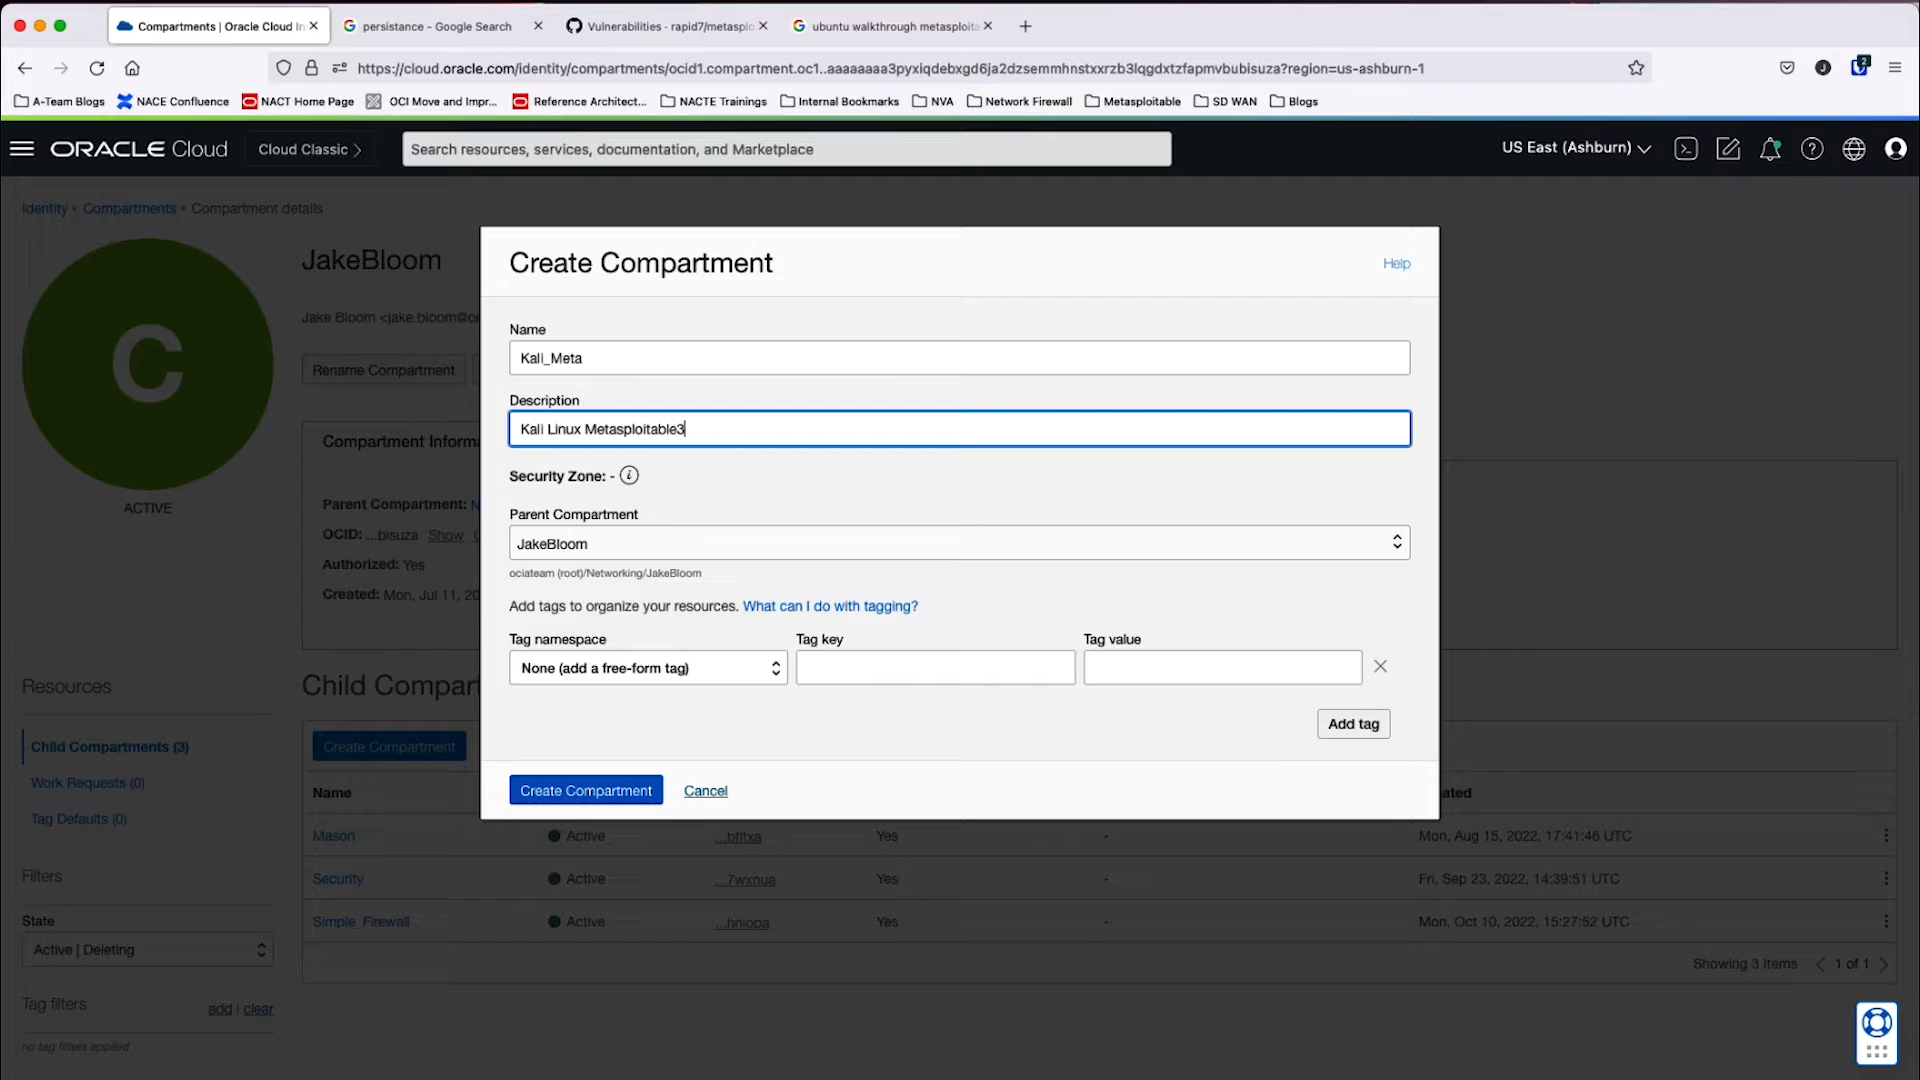 Compartments | Oracle Cloud In
persistance - Google Search
Vulnerabilities · rapid7/metasplo
ubuntu walkthrough metasploita
https://cloud.oracle.com/identity/compartments/ocid1.compartment.oc1..aaaaaaaa3pyxiqdebxgd6ja2dzsemmhnstxxrzb3lqgdxtzfapmvbubisuza?region=us-ashburn-1
J
2
A-Team Blogs
NACE Confluence
NACT Home Page
OCI Move and Impr...
Reference Architect...
NACTE Trainings
Internal Bookmarks
NVA
Network Firewall
Metasploitable
SD WAN
Blogs
ORACLE Cloud
Cloud Classic
Search resources, services, documentation, and Marketplace
US East (Ashburn)
Identity
Compartments
Compartment details
C
ACTIVE
JakeBloom
Jake Bloom <jake.bloom@or
Rename Compartment
Compartment Informa
Parent Compartment: N
OCID: ...bisuza Show
Authorized: Yes
Created: Mon, Jul 11, 20
Create Compartment
Help
Name
Kali_Meta
Description
Kali Linux Metasploitable3
Security Zone: -
Parent Compartment
JakeBloom
ociateam (root)/Networking/JakeBloom
Add tags to organize your resources. What can I do with tagging?
Tag namespace
Tag key
Tag value
None (add a free-form tag)
Add tag
Create Compartment
Cancel
Resources
Child Compartments (3)
Work Requests (0)
Tag Defaults (0)
Filters
State
Active | Deleting
Tag filters
add | clear
no tag filters applied
Child Compart
Create Compartment
Name
ated
Mason
Active
Yes
-
Mon, Aug 15, 2022, 17:41:46 UTC
Security
Active
...7wxnua
Yes
-
Fri, Sep 23, 2022, 14:39:51 UTC
Simple_Firewall
Active
...hniopa
Yes
-
Mon, Oct 10, 2022, 15:27:52 UTC
Showing 3 Items
1 of 1